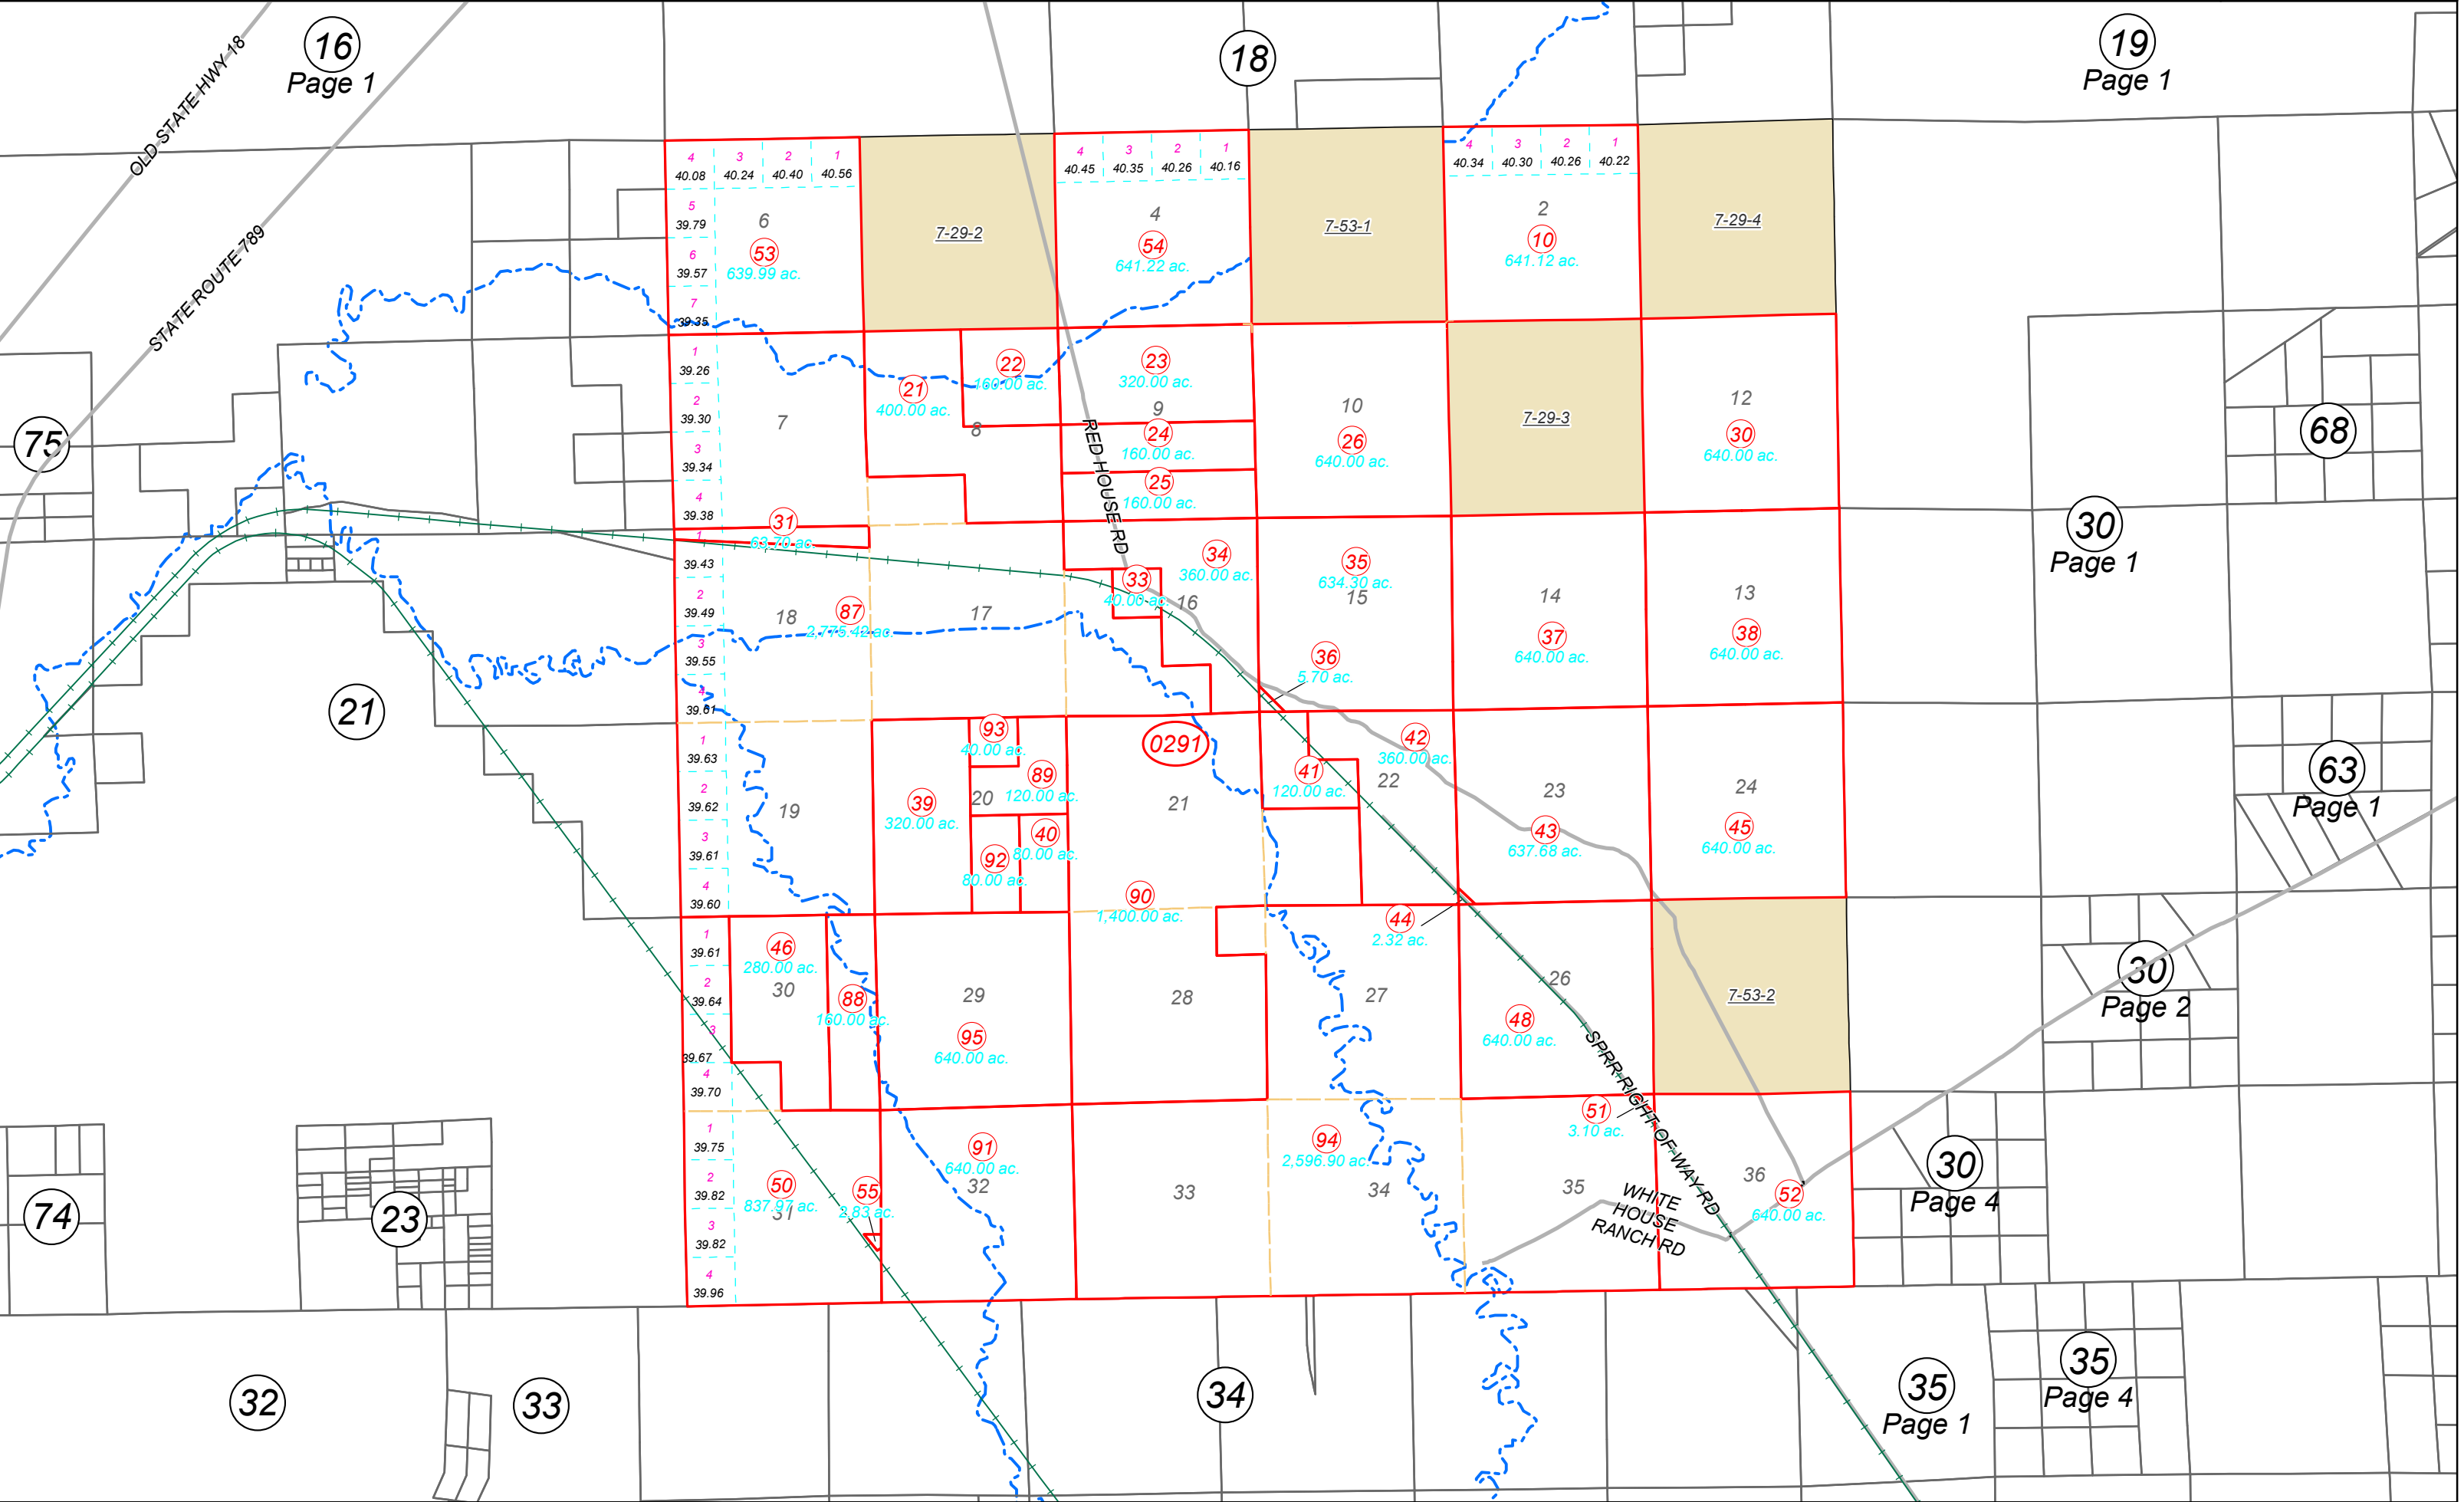 16
Page 1
18
19
Page 1
OLD STATE HWY 18
STATE ROUTE 789
4 3 2 1
40.08 40.24 40.40 40.56
5
39.79
6
39.57
7
39.35
6
53
639.99 ac.
7-29-2
4 3 2 1
40.45 40.35 40.26 40.16
4
54
641.22 ac.
7-53-1
4 3 2 1
40.34 40.30 40.26 40.22
2
10
641.12 ac.
7-29-4
1
39.26
2
39.30
3
39.34
4
39.38
7
21
400.00 ac.
22
160.00 ac.
8
23
320.00 ac.
9
24
160.00 ac.
25
160.00 ac.
RED HOUSE RD
10
26
640.00 ac.
7-29-3
12
30
640.00 ac.
75
68
30
Page 1
31
63.70 ac.
1
39.43
2
39.49
3
39.55
4
39.61
18
87
2,775.42 ac.
17
33
40.00 ac.
34
360.00 ac.
16
35
634.30 ac.
15
36
5.70 ac.
14
37
640.00 ac.
13
38
640.00 ac.
21
1
39.63
2
39.62
3
39.61
4
39.60
19
39
320.00 ac.
93
40.00 ac.
89
120.00 ac.
20
40
80.00 ac.
92
80.00 ac.
0291
21
90
1,400.00 ac.
41
120.00 ac.
42
360.00 ac.
22
23
43
637.68 ac.
24
45
640.00 ac.
63
Page 1
1
39.61
2
39.64
3
39.67
4
39.70
46
280.00 ac.
30
88
160.00 ac.
29
95
640.00 ac.
28
44
2.32 ac.
27
26
48
640.00 ac.
7-53-2
30
Page 2
SPRR RIGHT OF WAY RD
1
39.75
2
39.82
3
39.82
4
39.96
50
837.97 ac.
31
55
2.83 ac.
91
640.00 ac.
32
33
94
2,596.90 ac.
34
51
3.10 ac.
35
WHITE
HOUSE
RANCH RD
36
52
640.00 ac.
30
Page 4
74
23
32
33
34
35
Page 1
35
Page 4